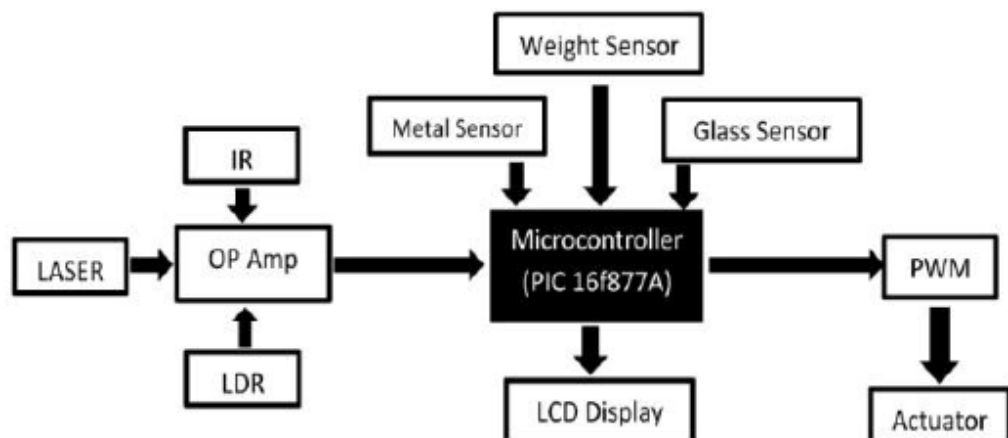 Weight Sensor
Metal Sensor
Glass Sensor
IR
LASER
OP Amp
Microcontroller
(PIC 16f877A)
PWM
LDR
LCD Display
Actuator